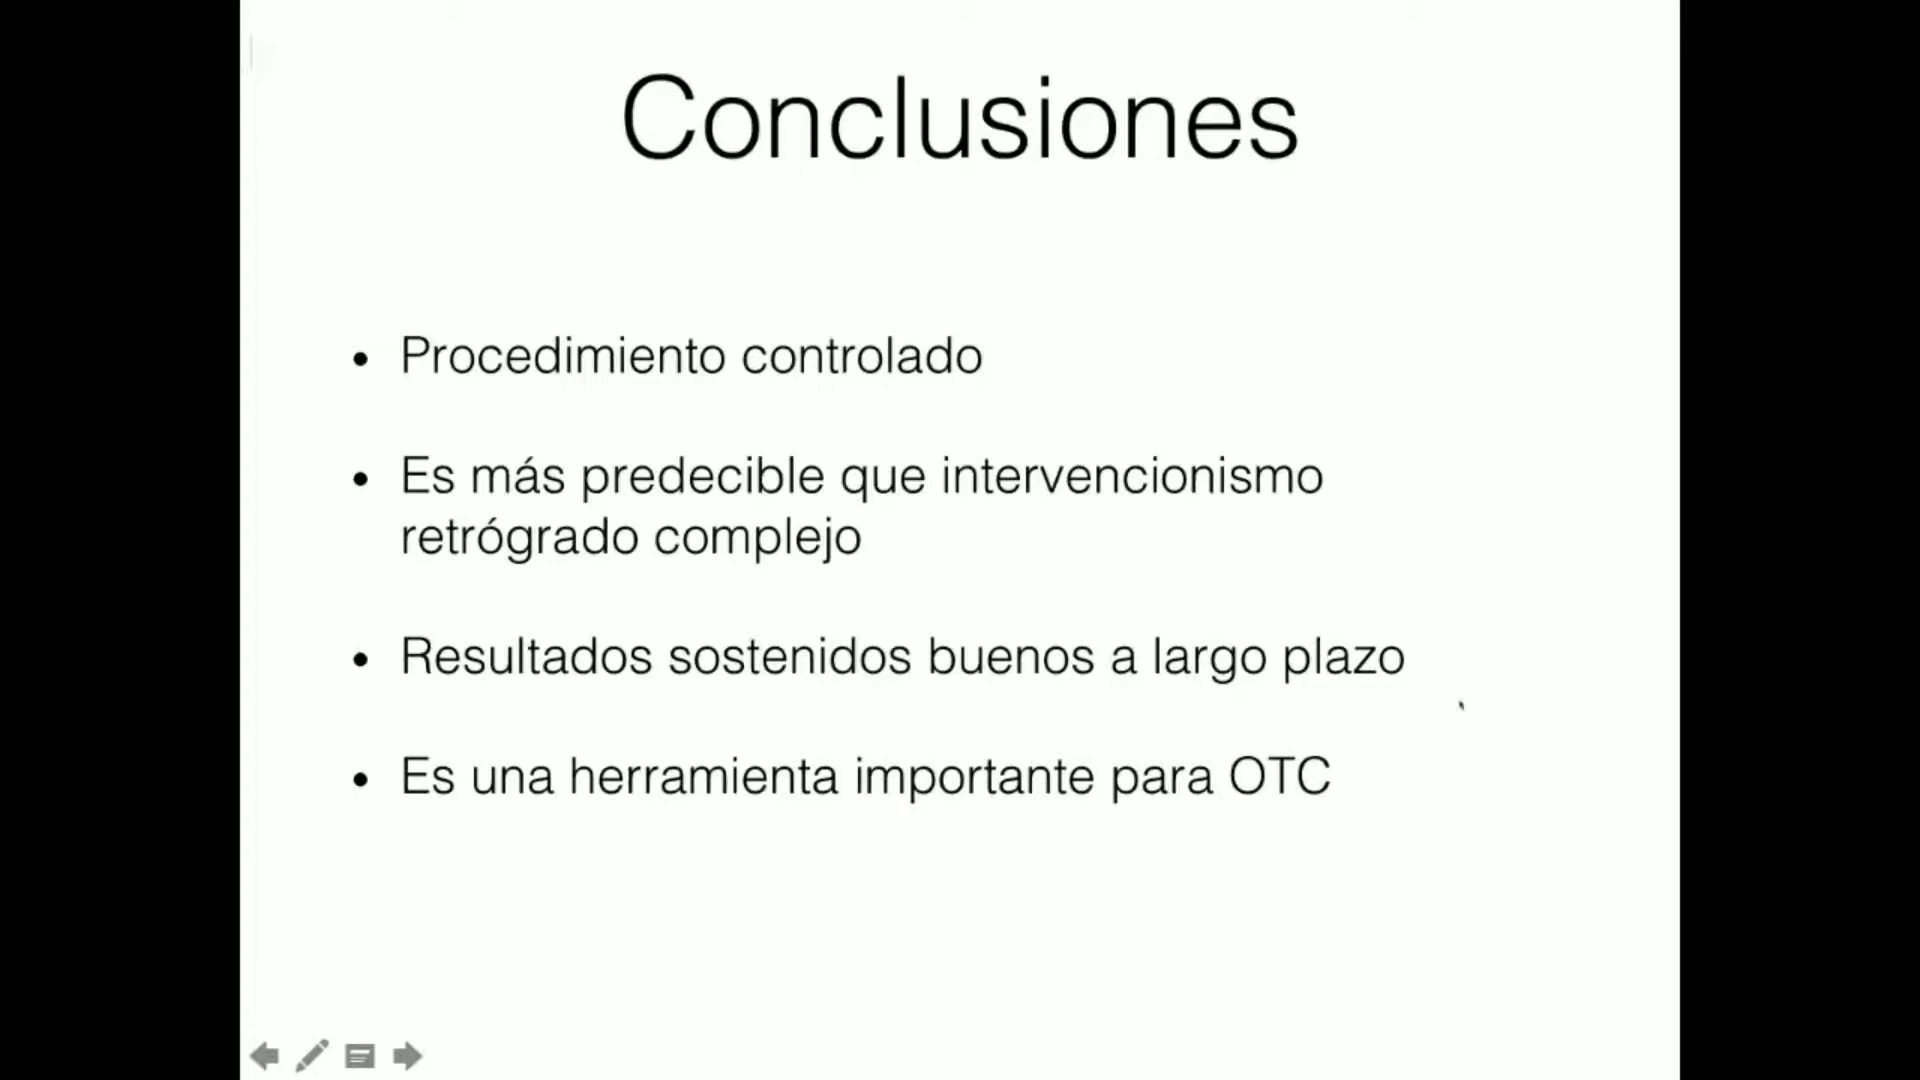 Conclusiones
• Procedimiento controlado
• Es más predecible que intervencionismo
retrógrado complejo
• Resultados sostenidos buenos a largo plazo
• Es una herramienta importante para OTC